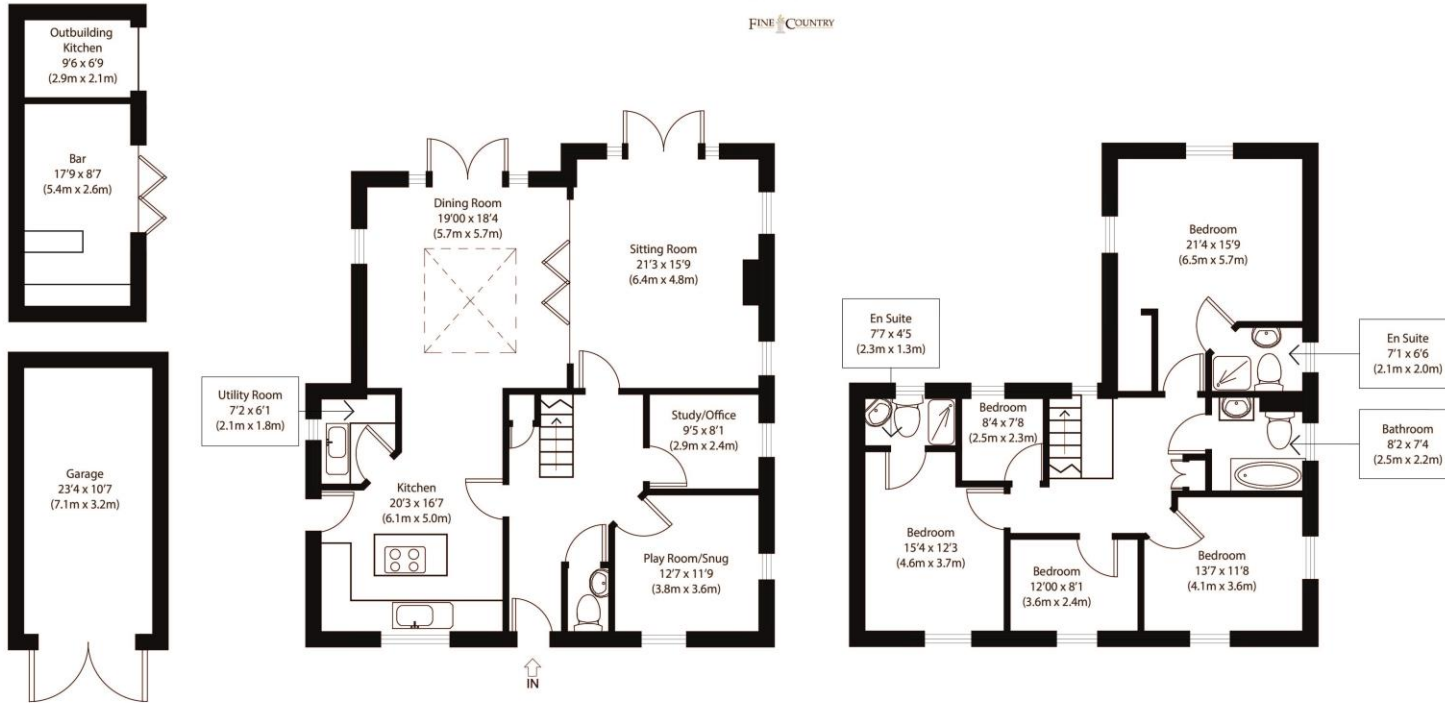 FINE & COUNTRY
Outbuilding
Kitchen
9'6 x 6'9
(2.9m x 2.1m)
Bar
17'9 x 8'7
(5.4m x 2.6m)
Garage
23'4 x 10'7
(7.1m x 3.2m)
Dining Room
19'00 x 18'4
(5.7m x 5.7m)
Sitting Room
21'3 x 15'9
(6.4m x 4.8m)
Utility Room
7'2 x 6'1
(2.1m x 1.8m)
Kitchen
20'3 x 16'7
(6.1m x 5.0m)
Study/Office
9'5 x 8'1
(2.9m x 2.4m)
Play Room/Snug
12'7 x 11'9
(3.8m x 3.6m)
IN
Bedroom
21'4 x 15'9
(6.5m x 5.7m)
En Suite
7'7 x 4'5
(2.3m x 1.3m)
En Suite
7'1 x 6'6
(2.1m x 2.0m)
Bedroom
8'4 x 7'8
(2.5m x 2.3m)
Bathroom
8'2 x 7'4
(2.5m x 2.2m)
Bedroom
15'4 x 12'3
(4.6m x 3.7m)
Bedroom
12'00 x 8'1
(3.6m x 2.4m)
Bedroom
13'7 x 11'8
(4.1m x 3.6m)